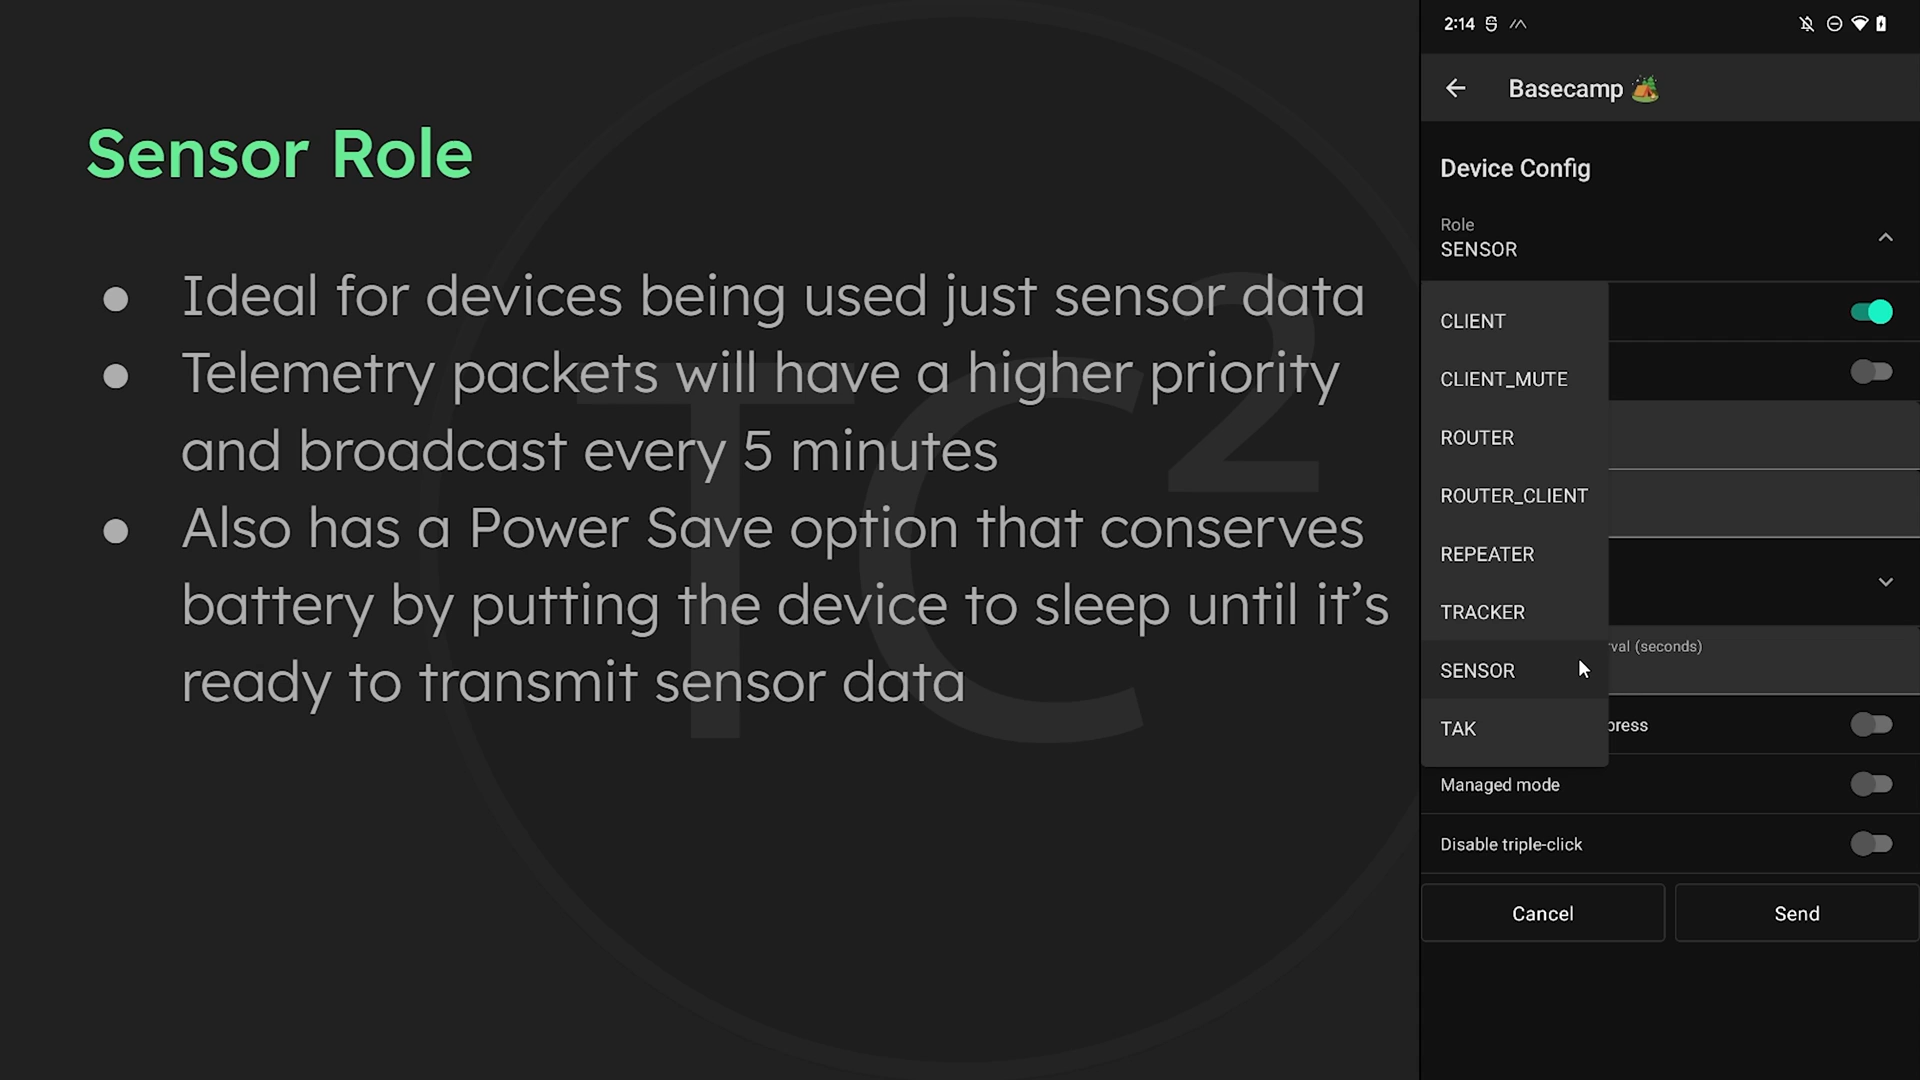 Sensor Role
● Ideal for devices being used just sensor data
● Telemetry packets will have a higher priority
and broadcast every 5 minutes
● Also has a Power Save option that conserves
battery by putting the device to sleep until it’s
ready to transmit sensor data
TC²
2:14
Basecamp 🏕️
Device Config
Role
SENSOR
CLIENT
CLIENT_MUTE
ROUTER
ROUTER_CLIENT
REPEATER
TRACKER
(seconds)
SENSOR
TAK
Managed mode
Disable triple-click
Cancel
Send